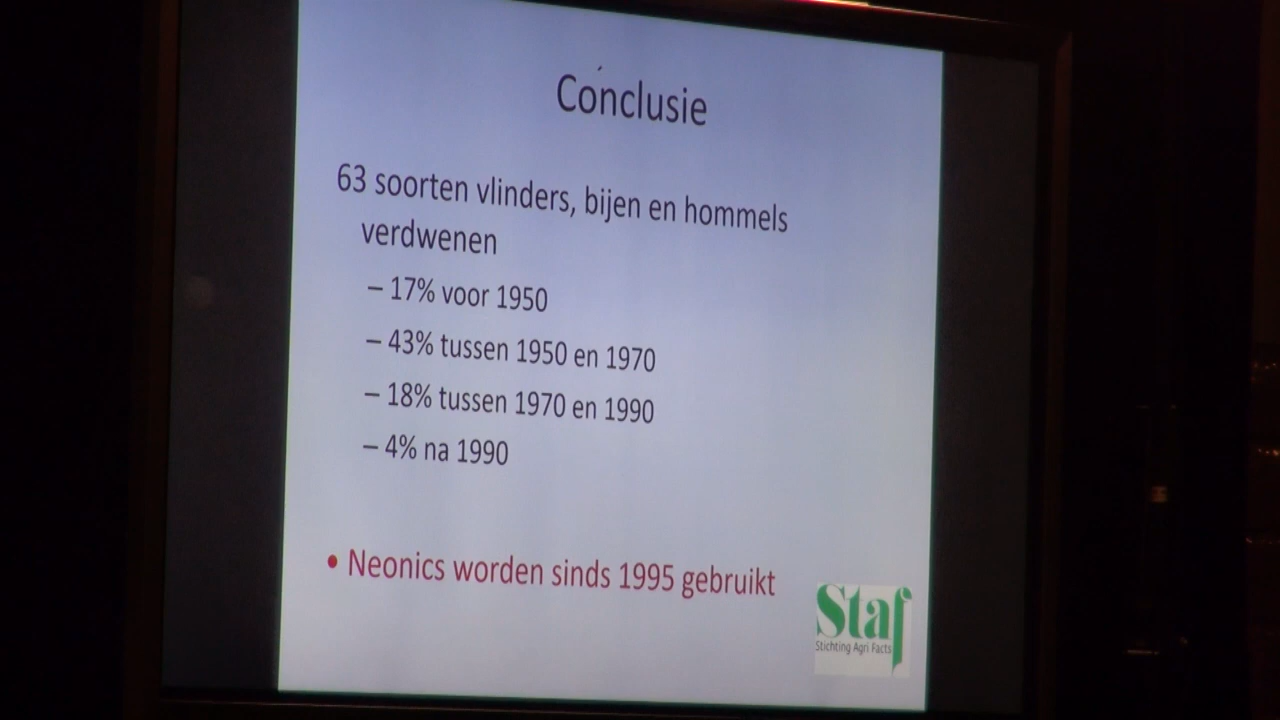 Conclusie
63 soorten vlinders, bijen en hommels
verdwenen
– 17% voor 1950
– 43% tussen 1950 en 1970
– 18% tussen 1970 en 1990
– 4% na 1990
• Neonics worden sinds 1995 gebruikt
Staf
Stichting Agri Facts